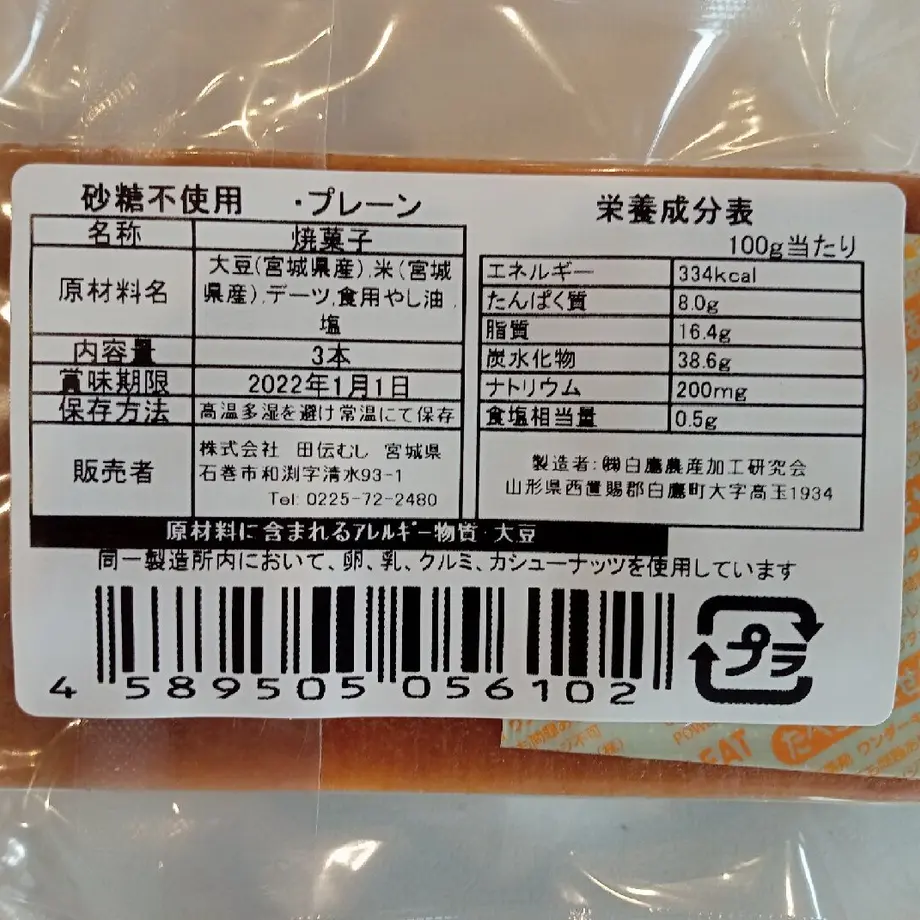 砂糖不使用 ・プレーン
名称 焼菓子
原材料名 大豆(宮城県産),米(宮城
県産),デーツ,食用やし油,
塩
内容量 3本
賞味期限 2022年1月1日
保存方法 高温多湿を避け常温にて保存
販売者 株式会社 田伝むし 宮城県
石巻市和渕字清水93-1
Tel: 0225-72-2480
栄養成分表
100g当たり
エネルギー 334kcal
たんぱく質 8.0g
脂質 16.4g
炭水化物 38.6g
ナトリウム 200mg
食塩相当量 0.5g
製造者:㈱白鷹農産加工研究会
山形県西置賜郡白鷹町大字高玉1934
原材料に含まれるアレルギー物質・大豆
同一製造所内において、卵、乳、クルミ、カシューナッツを使用しています
4 589505 056102
プラ
EAT